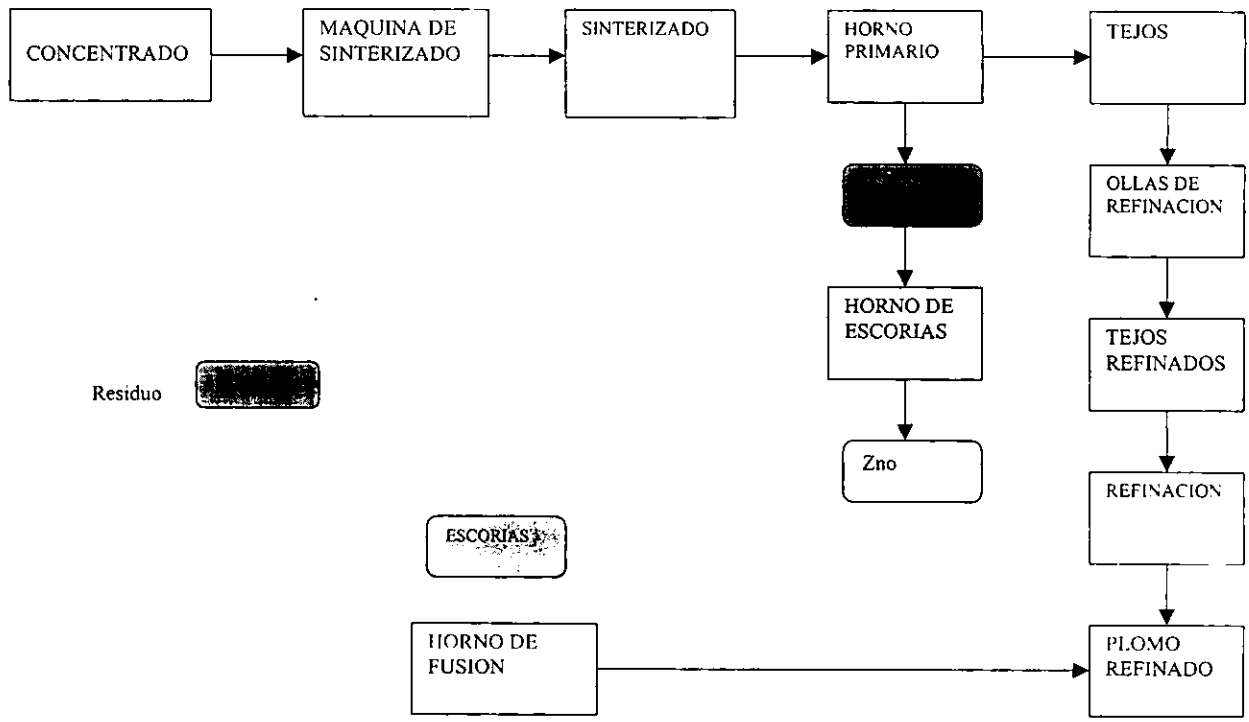 CONCENTRADO
MAQUINA DE
SINTERIZADO
SINTERIZADO
HORNO
PRIMARIO
TEJOS
OLLAS DE
REFINACION
HORNO DE
ESCORIAS
TEJOS
REFINADOS
Residuo
Zno
REFINACION
ESCORIAS
HORNO DE
FUSION
PLOMO
REFINADO